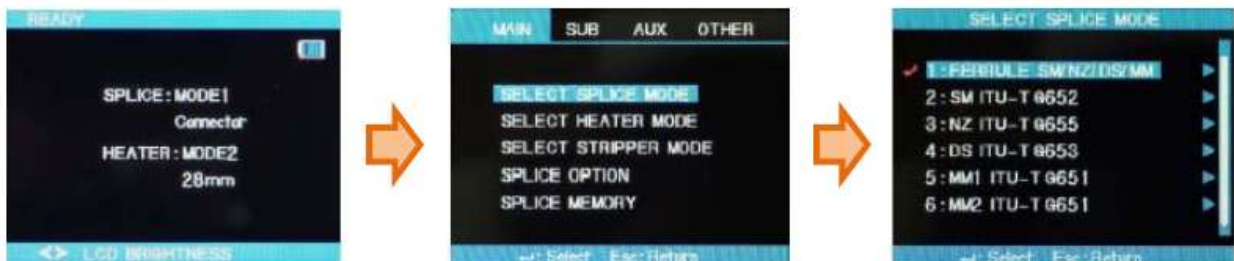 READY
SPLICE:MODE1
Connector
HEATER:MODE2
28mm
<> LCD BRIGHTNESS
MAIN SUB AUX OTHER
SELECT SPLICE MODE
SELECT HEATER MODE
SELECT STRIPPER MODE
SPLICE OPTION
SPLICE MEMORY
↵: Select Esc:Return
SELECT SPLICE MODE
1:FERRULE SM/NZ/DS/MM
2:SM ITU-T G652
3:NZ ITU-T G655
4:DS ITU-T G653
5:MM1 ITU-T G651
6:MM2 ITU-T G651
↵: Select Esc:Return